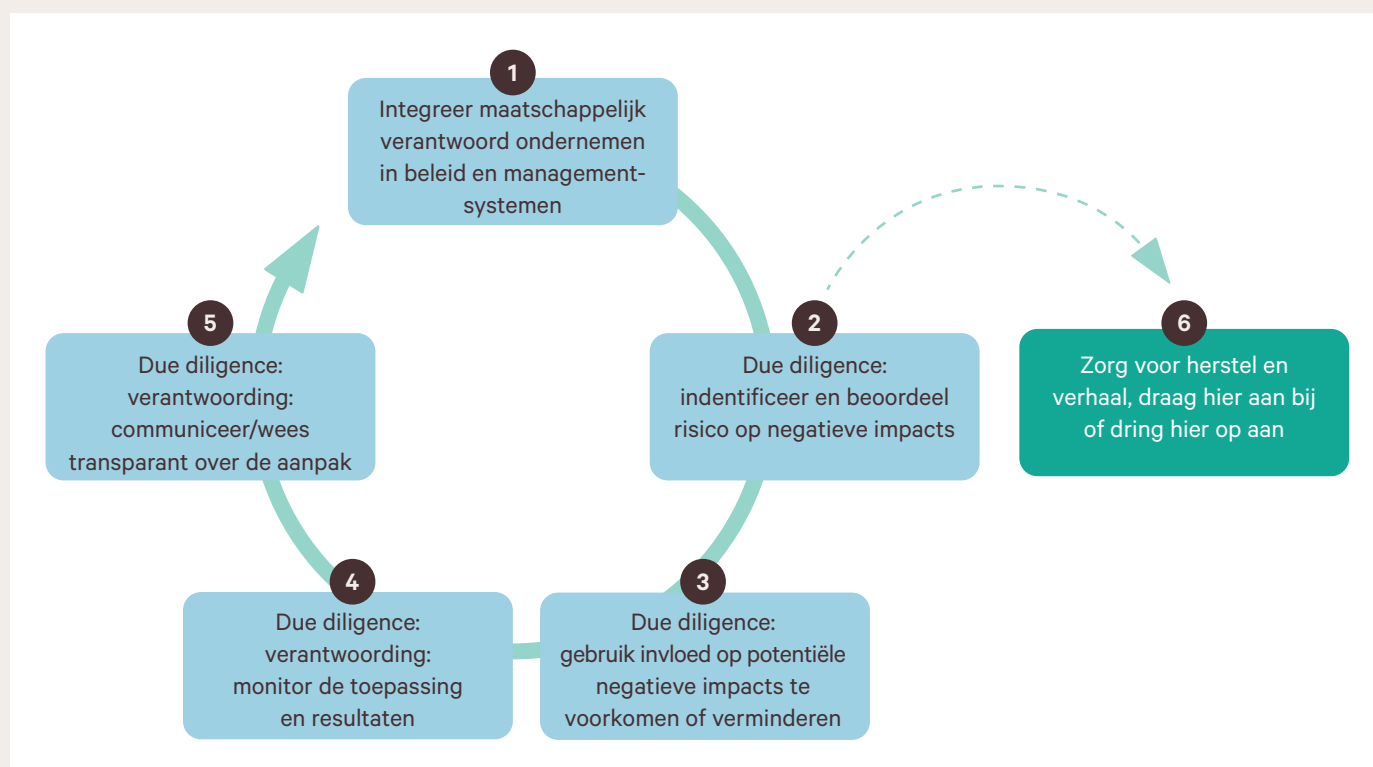 1
Integreer maatschappelijk
verantwoord ondernemen
in beleid en management-
systemen
2
Due diligence:
indentificeer en beoordeel
risico op negatieve impacts
3
Due diligence:
gebruik invloed op potentiële
negatieve impacts te
voorkomen of verminderen
4
Due diligence:
verantwoording:
monitor de toepassing
en resultaten
5
Due diligence:
verantwoording:
communiceer/wees
transparant over de aanpak
6
Zorg voor herstel en
verhaal, draag hier aan bij
of dring hier op aan